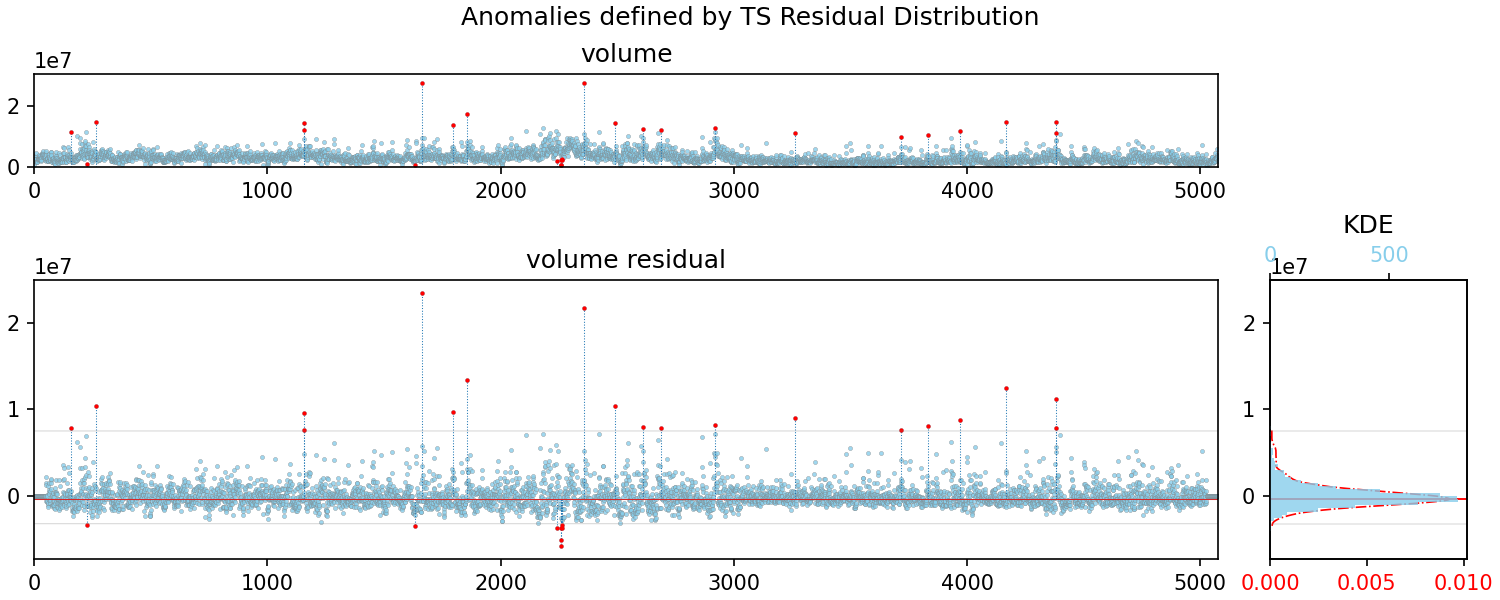 Anomalies defined by TS Residual Distribution
volume
1e7
2
0
0 1000 2000 3000 4000 5000
volume residual
1e7
2
1
0
0 1000 2000 3000 4000 5000
KDE
0 500
1e7
2
1
0
0.000 0.005 0.010